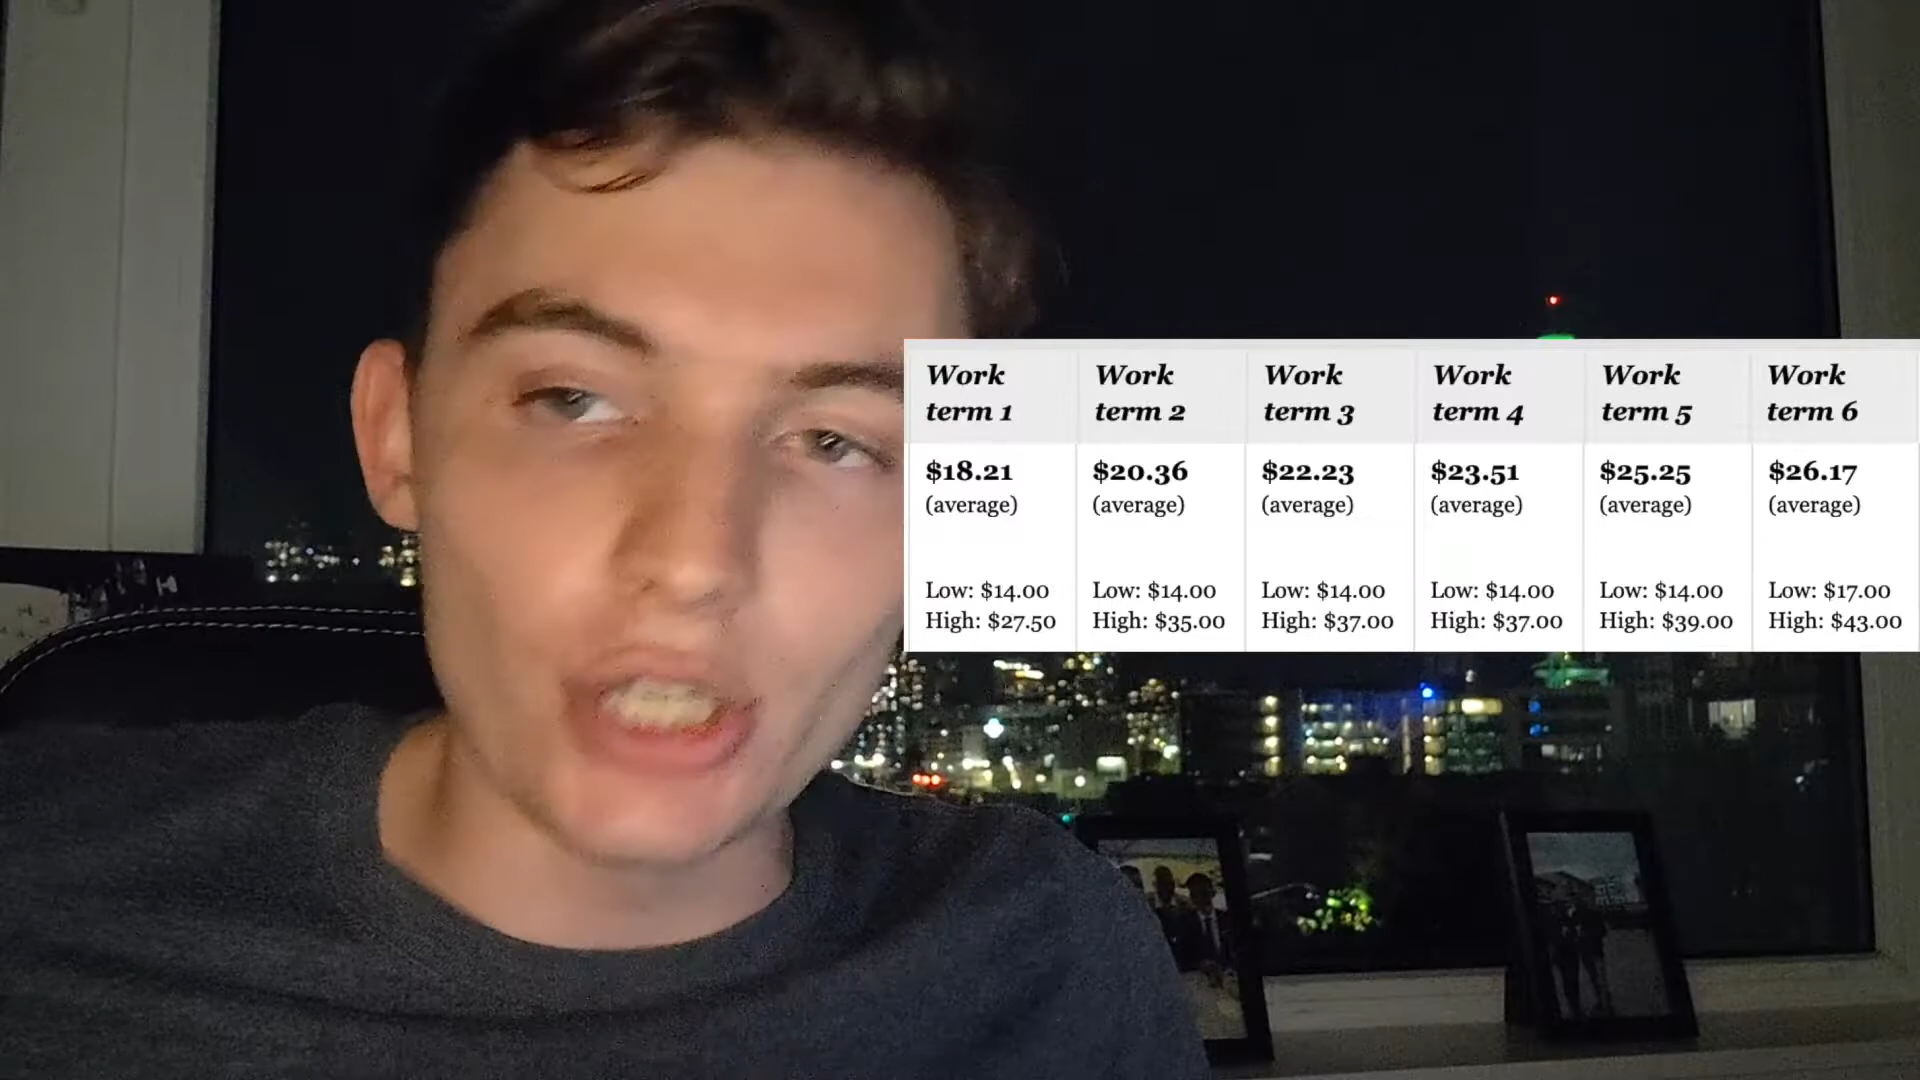 Work term 1 Work term 2 Work term 3 Work term 4 Work term 5 Work term 6
$18.21 $20.36 $22.23 $23.51 $25.25 $26.17
(average) (average) (average) (average) (average) (average)
Low: $14.00 Low: $14.00 Low: $14.00 Low: $14.00 Low: $14.00 Low: $17.00
High: $27.50 High: $35.00 High: $37.00 High: $37.00 High: $39.00 High: $43.00